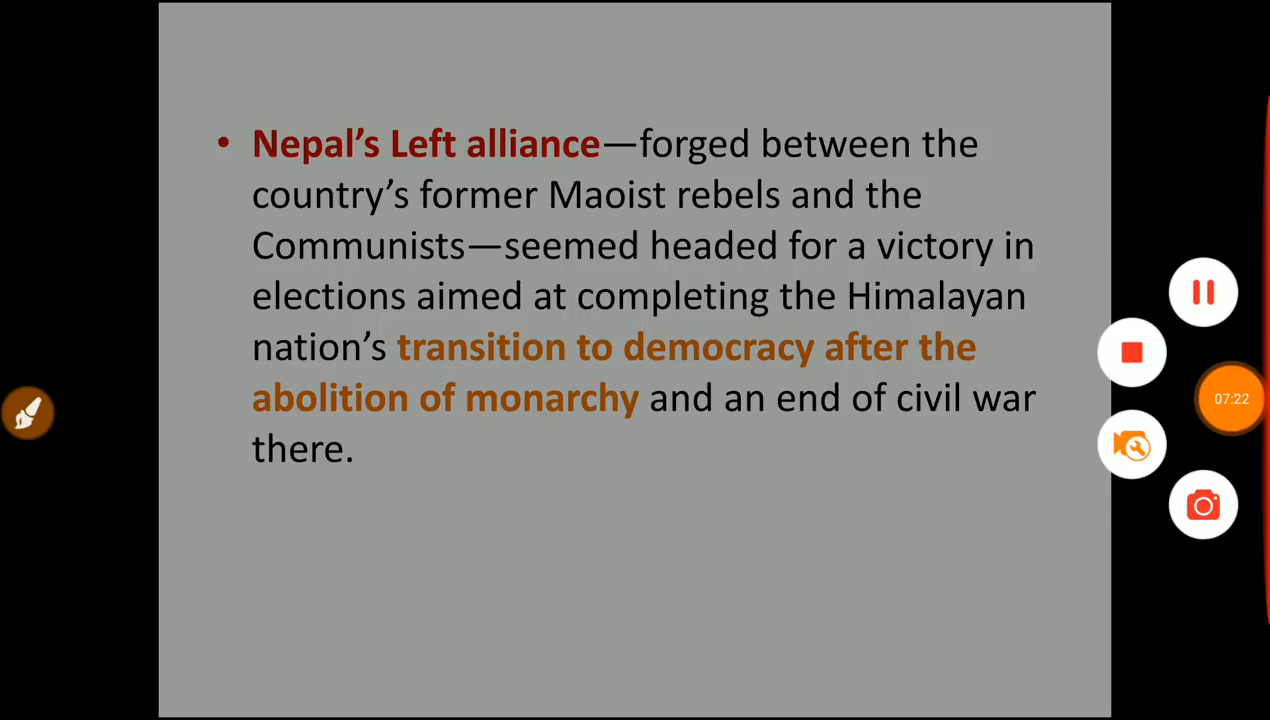 • Nepal’s Left alliance—forged between the
country’s former Maoist rebels and the
Communists—seemed headed for a victory in
elections aimed at completing the Himalayan
nation’s transition to democracy after the
abolition of monarchy and an end of civil war
there.
07:22